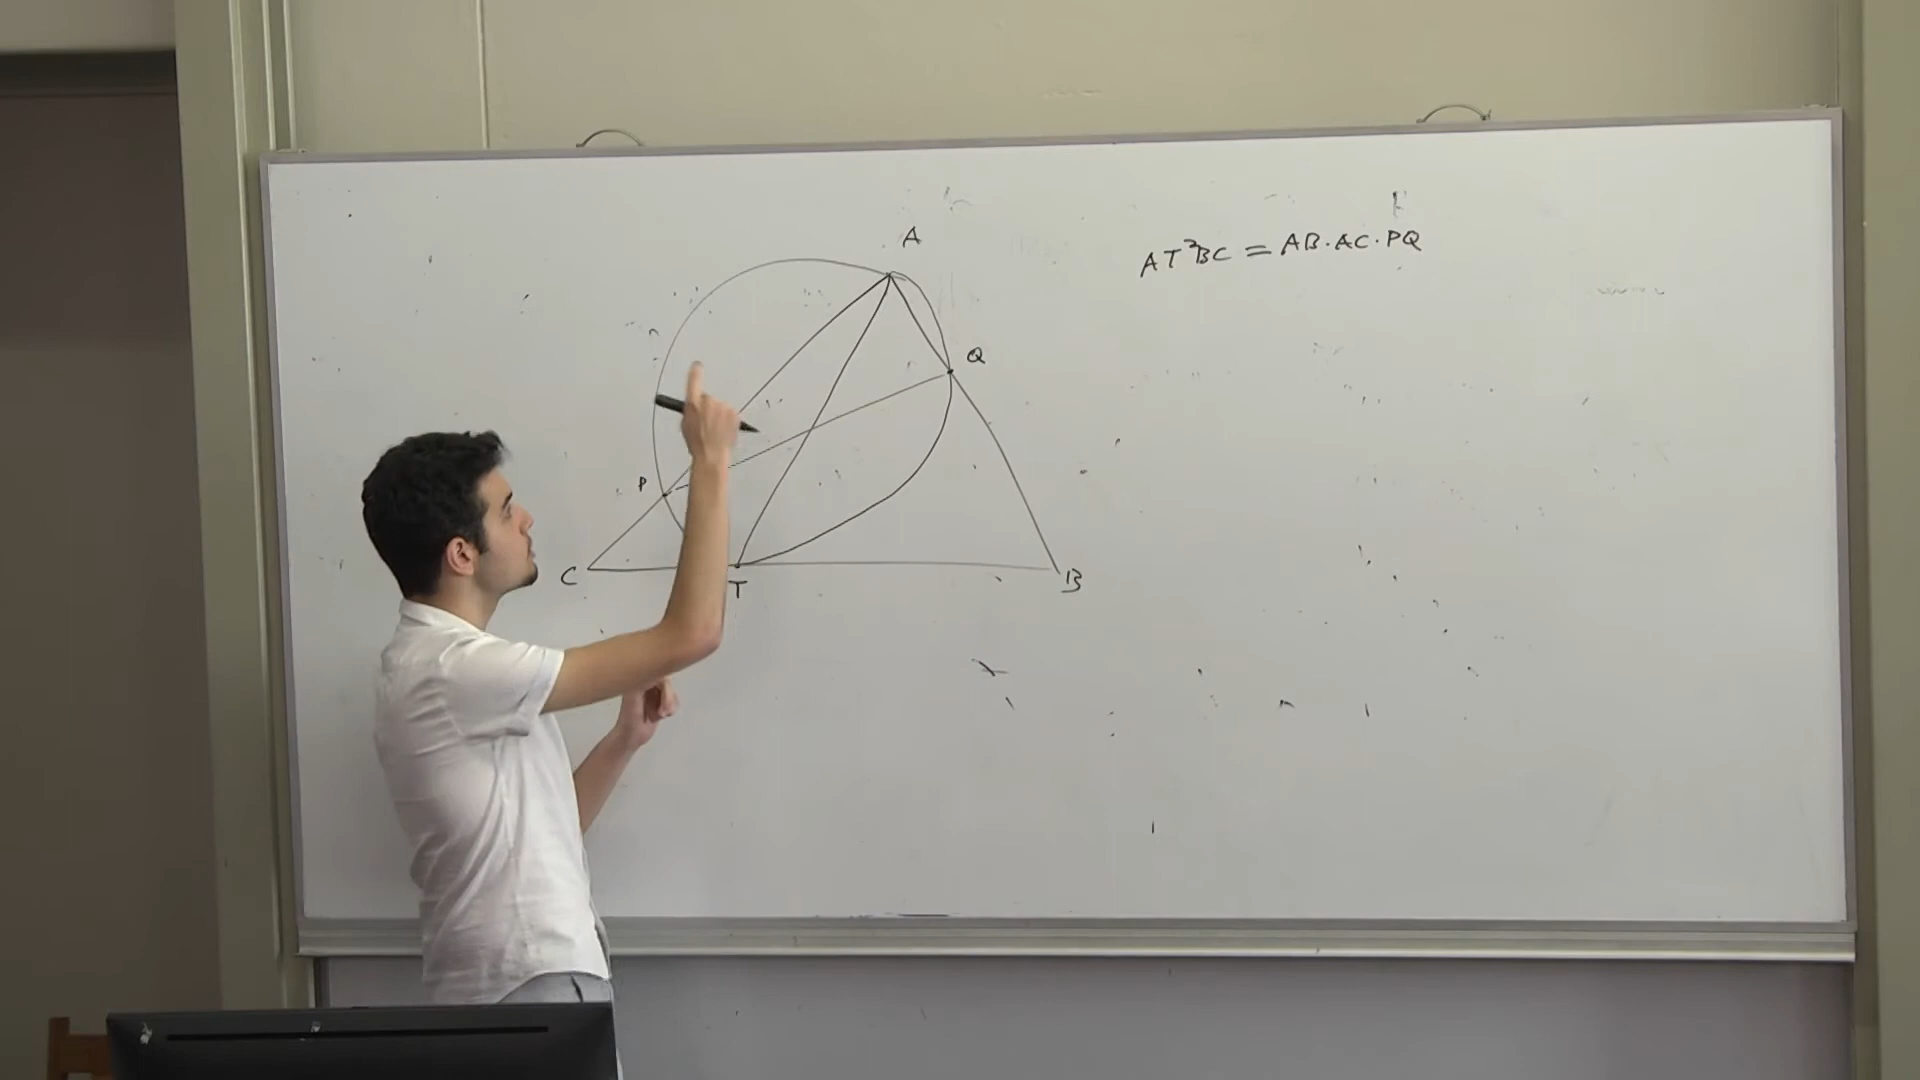 A
AT²BC = AB·AC·PQ
Q
P
C
T
B